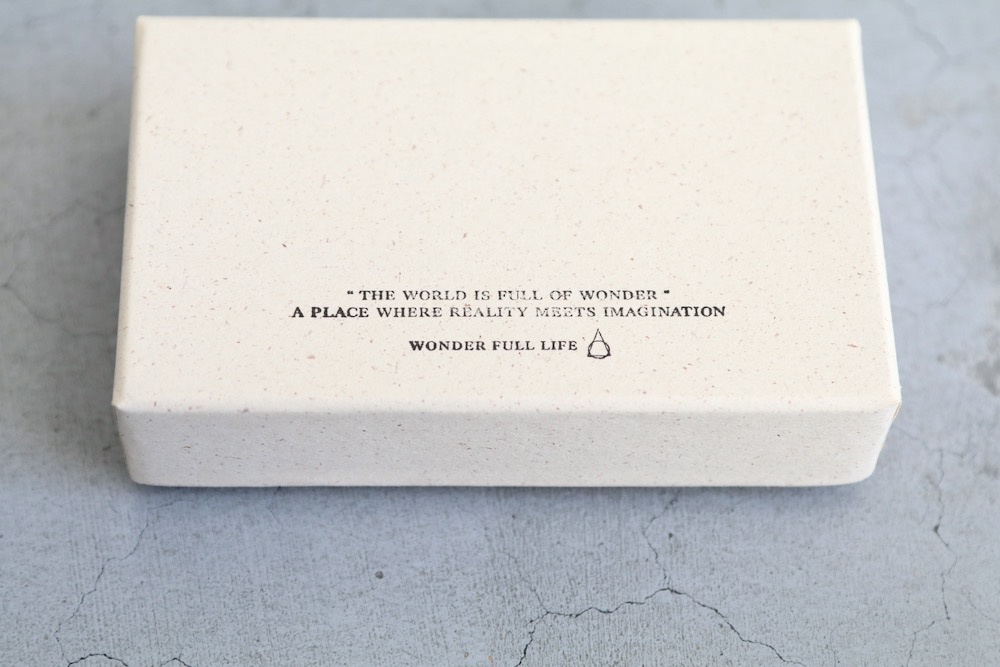 “ THE WORLD IS FULL OF WONDER ”
A PLACE WHERE REALITY MEETS IMAGINATION
WONDER FULL LIFE